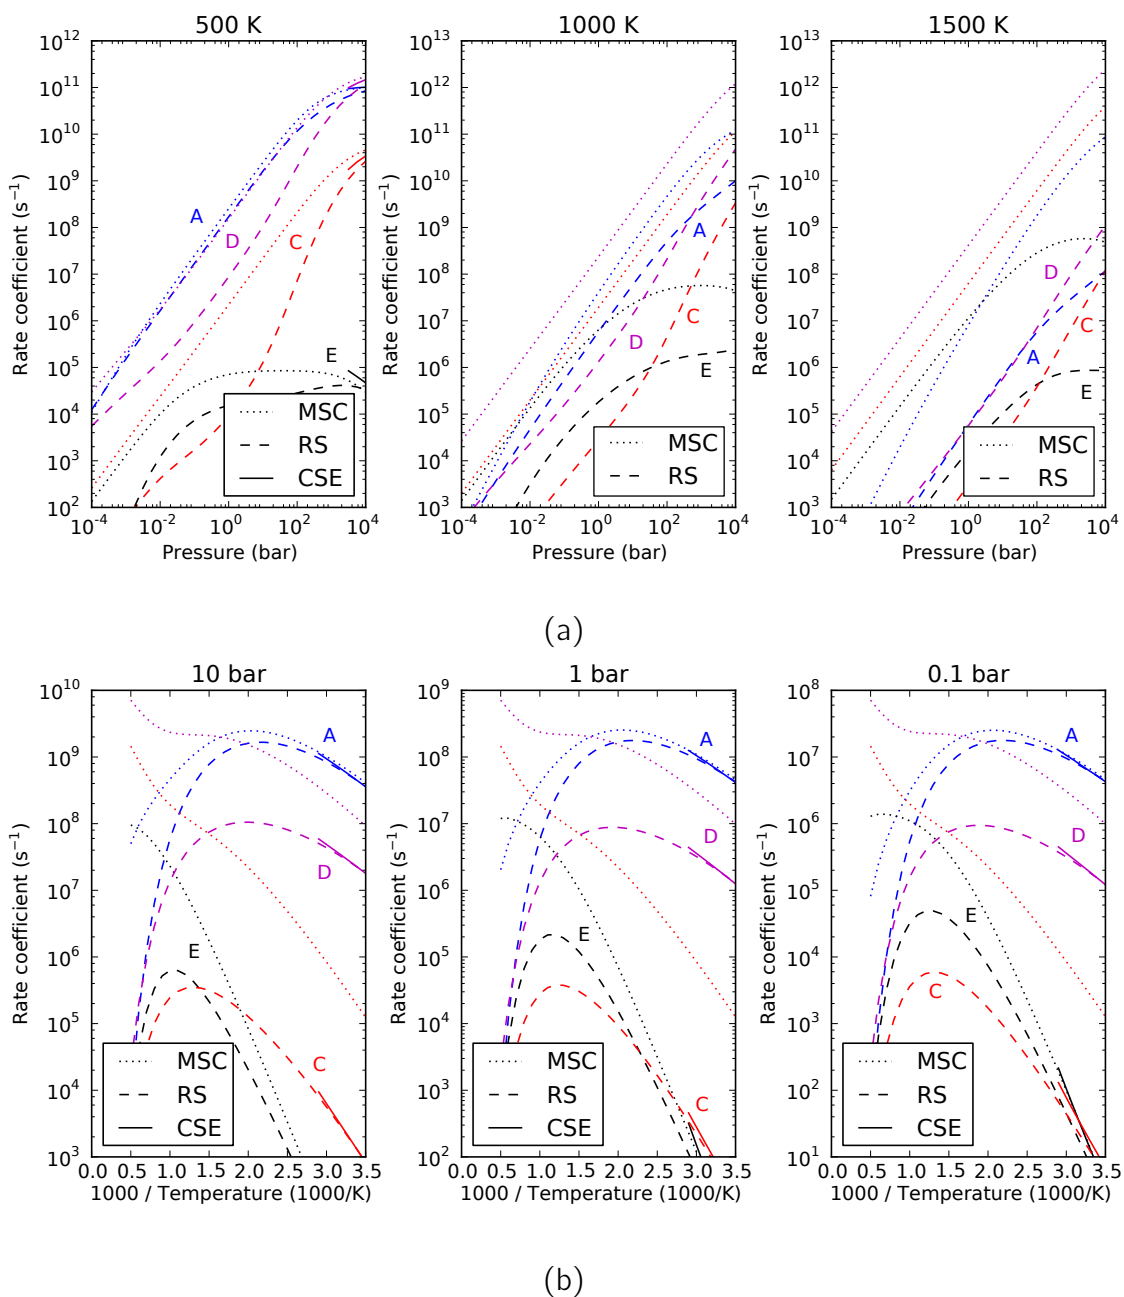 500 K
1000 K
1500 K
Rate coefficient (s⁻¹)
10¹²
10¹¹
10¹⁰
10⁹
10⁸
10⁷
10⁶
10⁵
10⁴
10³
10²
A
D
C
E
MSC
RS
CSE
10⁻⁴ 10⁻² 10⁰ 10² 10⁴
Pressure (bar)
Rate coefficient (s⁻¹)
10¹³
10¹²
10¹¹
10¹⁰
10⁹
10⁸
10⁷
10⁶
10⁵
10⁴
10³
A
C
D
E
MSC
RS
10⁻⁴ 10⁻² 10⁰ 10² 10⁴
Pressure (bar)
Rate coefficient (s⁻¹)
10¹³
10¹²
10¹¹
10¹⁰
10⁹
10⁸
10⁷
10⁶
10⁵
10⁴
10³
D
C
A
E
MSC
RS
10⁻⁴ 10⁻² 10⁰ 10² 10⁴
Pressure (bar)
(a)
10 bar
1 bar
0.1 bar
Rate coefficient (s⁻¹)
10¹⁰
10⁹
10⁸
10⁷
10⁶
10⁵
10⁴
10³
A
D
E
C
MSC
RS
CSE
0.0 0.5 1.0 1.5 2.0 2.5 3.0 3.5
1000 / Temperature (1000/K)
Rate coefficient (s⁻¹)
10⁹
10⁸
10⁷
10⁶
10⁵
10⁴
10³
10²
A
D
E
C
MSC
RS
CSE
0.0 0.5 1.0 1.5 2.0 2.5 3.0 3.5
1000 / Temperature (1000/K)
Rate coefficient (s⁻¹)
10⁸
10⁷
10⁶
10⁵
10⁴
10³
10²
10¹
A
D
E
C
MSC
RS
CSE
0.0 0.5 1.0 1.5 2.0 2.5 3.0 3.5
1000 / Temperature (1000/K)
(b)